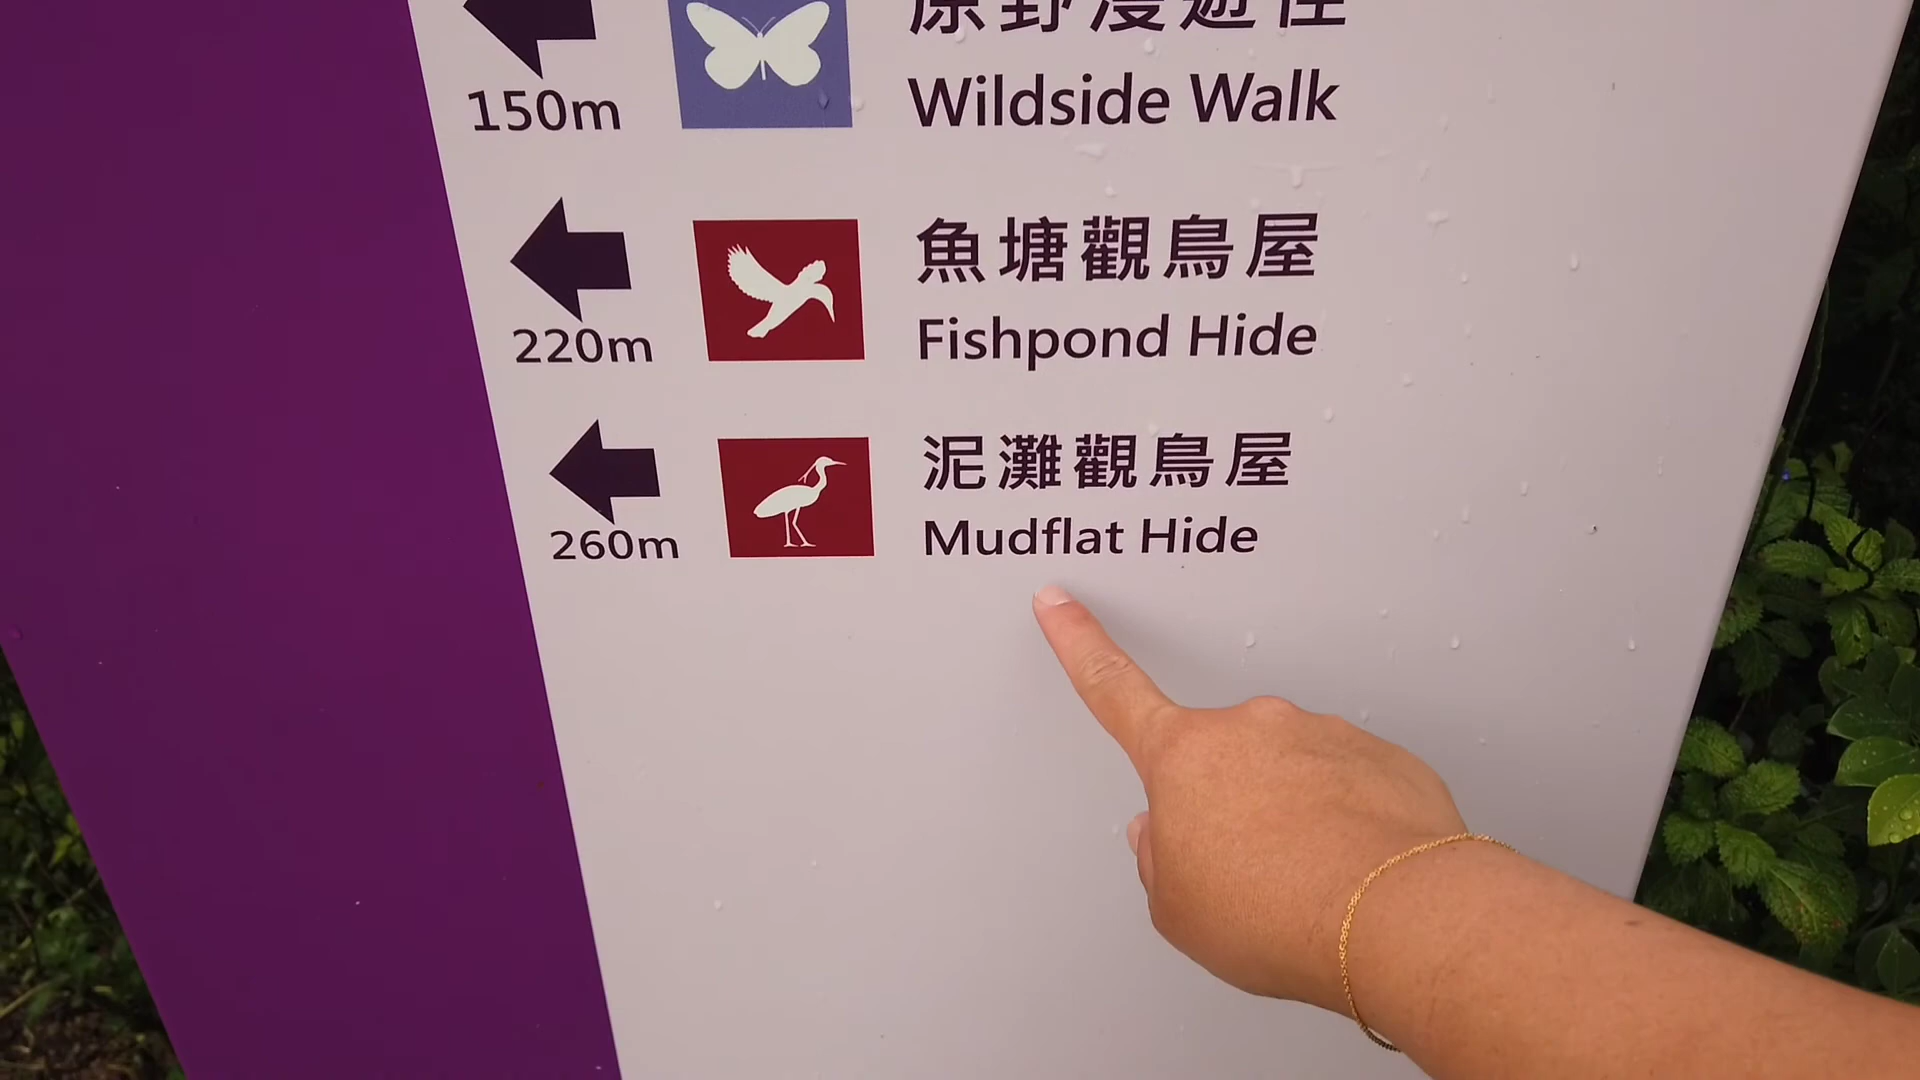 原野漫遊徑
Wildside Walk
150m
魚塘觀鳥屋
Fishpond Hide
220m
泥灘觀鳥屋
Mudflat Hide
260m